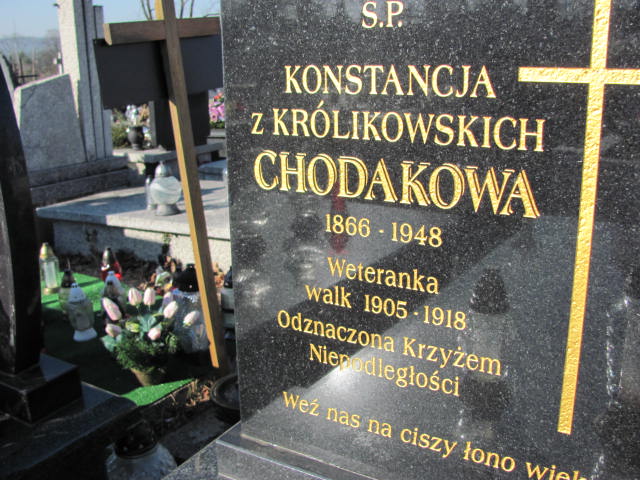 Ś.P.
KONSTANCJA
Z KRÓLIKOWSKICH
CHODAKOWA
1866 - 1948
Weteranka
walk 1905 - 1918
Odznaczona Krzyżem
Niepodległości
Weź nas na ciszy łono